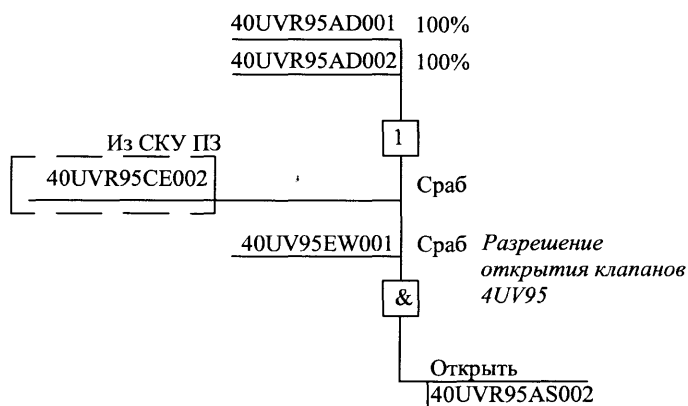 40UVR95AD001 100%
40UVR95AD002 100%
1
Из СКУ ПЗ
40UVR95CE002
Сраб
40UV95EW001 Сраб Разрешение
открытия клапанов
4UV95
&
Открыть
40UVR95AS002